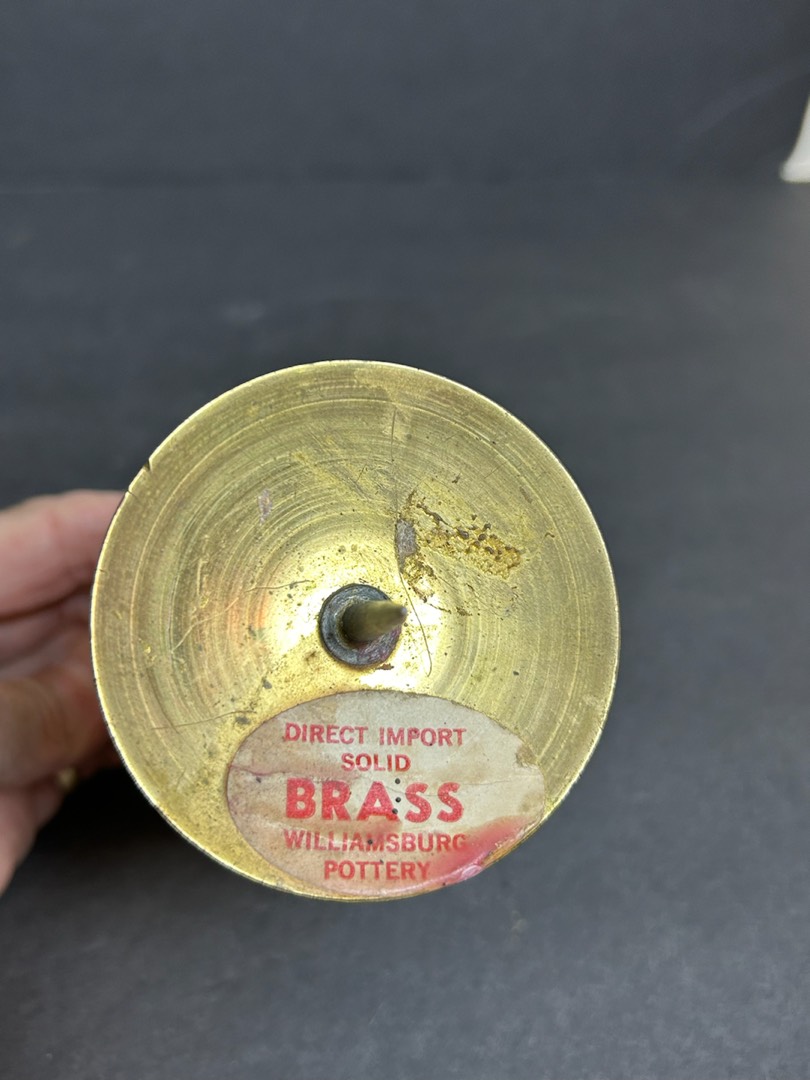 DIRECT IMPORT
SOLID
BRASS
WILLIAMSBURG
POTTERY